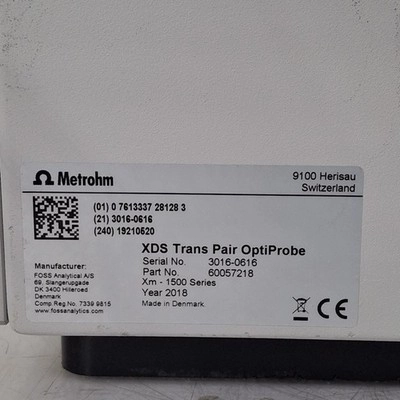 Ω Metrohm
9100 Herisau
Switzerland
(01) 0 7613337 28128 3
(21) 3016-0616
(240) 19210520
XDS Trans Pair OptiProbe
Serial No. 3016-0616
Part No. 60057218
Xm - 1500 Series
Year 2018
Made in Denmark.
Manufacturer:
FOSS Analytical A/S
69, Slangerupgade
DK 3400 Hilleroed
Denmark
Comp.Reg No. 7339 9815
www.fossanalytics.com
CE